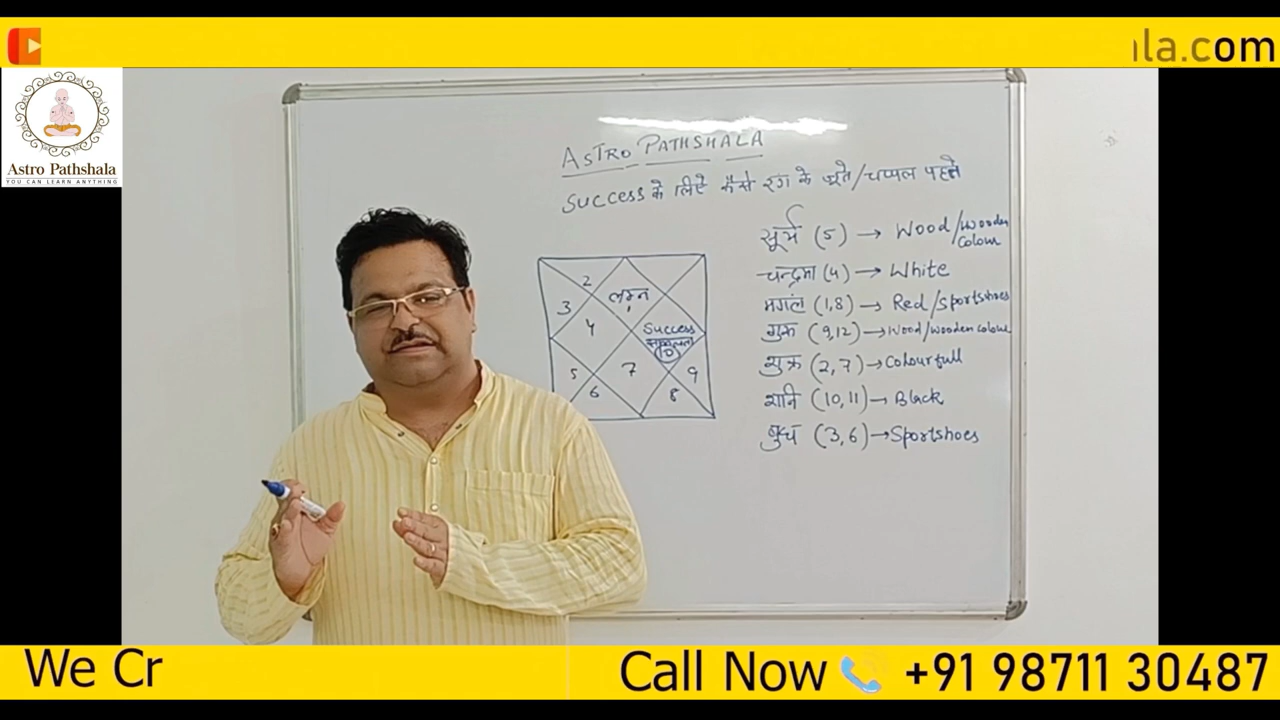 ila.com
Astro Pathshala
YOU CAN LEARN ANYTHING
ASTRO PATHSHALA
Success के लिऐ कैसे रंग के जूते/चप्पल पहने
सूर्य (5) → Wood/wooden
colour
चन्द्रमा (4) → White
मगंल (1,8) → Red/Sportshoes
गुरू (9,12) → Wood/wooden colour
शुक्र (2,7) → Colourfull
शनि (10,11) → Black
बुध (3,6) → Sportshoes
2
लग्न
1
3
4
Success
(10)
5
6
7
8
9
We Cr
Call Now +91 98711 30487